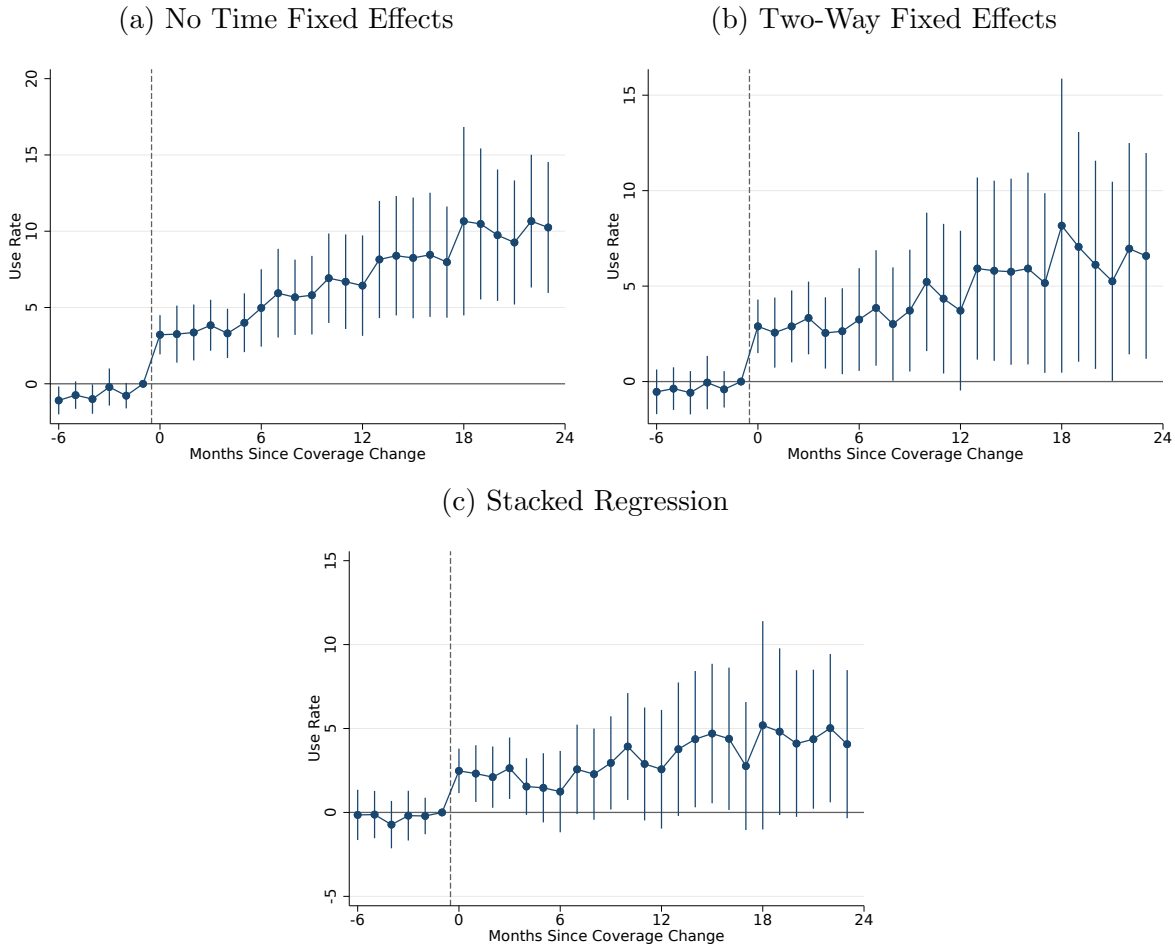 (a) No Time Fixed Effects
20
15
10
5
0
Use Rate
-6 0 6 12 18 24
Months Since Coverage Change
(b) Two-Way Fixed Effects
15
10
5
0
Use Rate
-6 0 6 12 18 24
Months Since Coverage Change
(c) Stacked Regression
15
10
5
0
-5
Use Rate
-6 0 6 12 18 24
Months Since Coverage Change